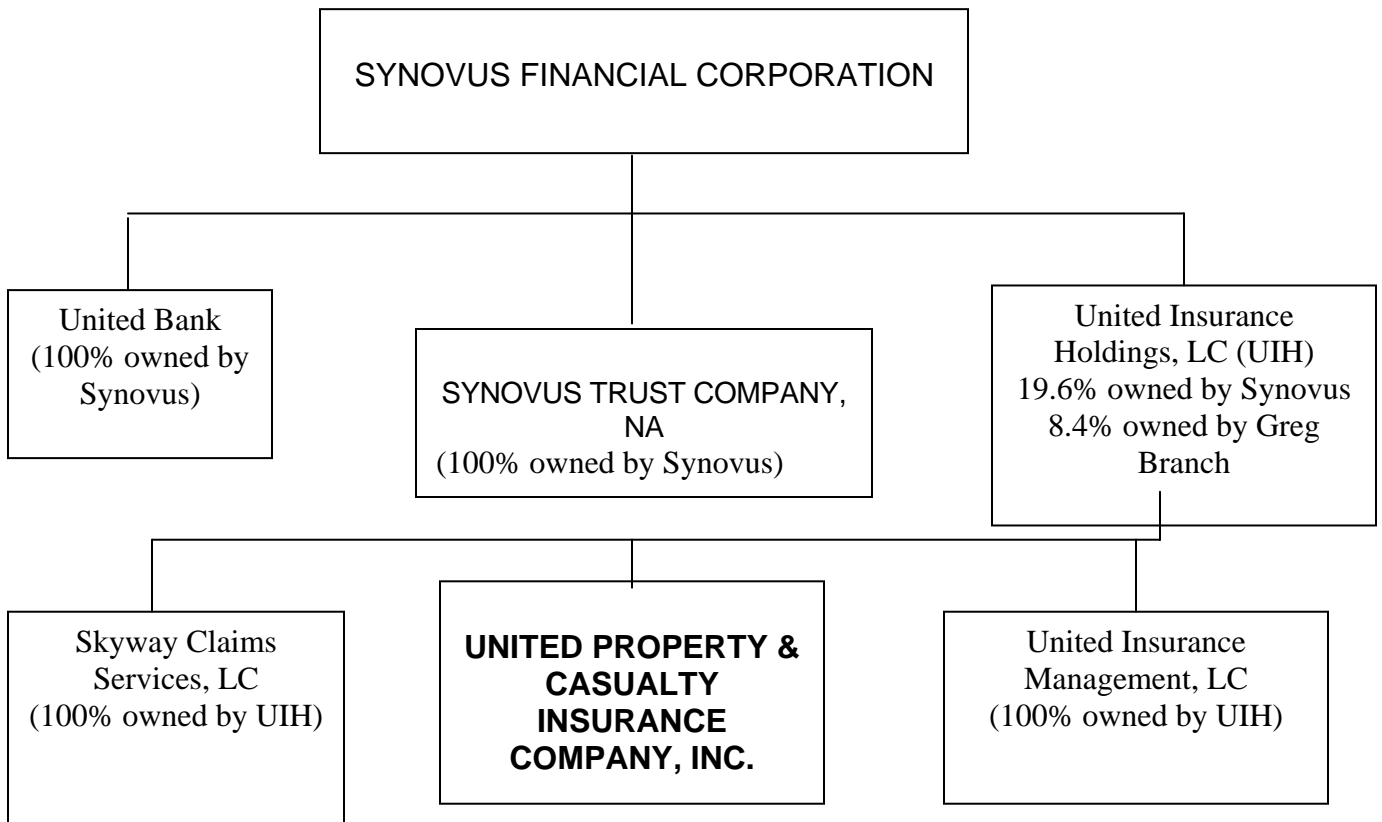 SYNOVUS FINANCIAL CORPORATION
United Bank
(100% owned by
Synovus)
SYNOVUS TRUST COMPANY,
NA
(100% owned by Synovus)
United Insurance
Holdings, LC (UIH)
19.6% owned by Synovus
8.4% owned by Greg
Branch
Skyway Claims
Services, LC
(100% owned by UIH)
UNITED PROPERTY &
CASUALTY
INSURANCE
COMPANY, INC.
United Insurance
Management, LC
(100% owned by UIH)